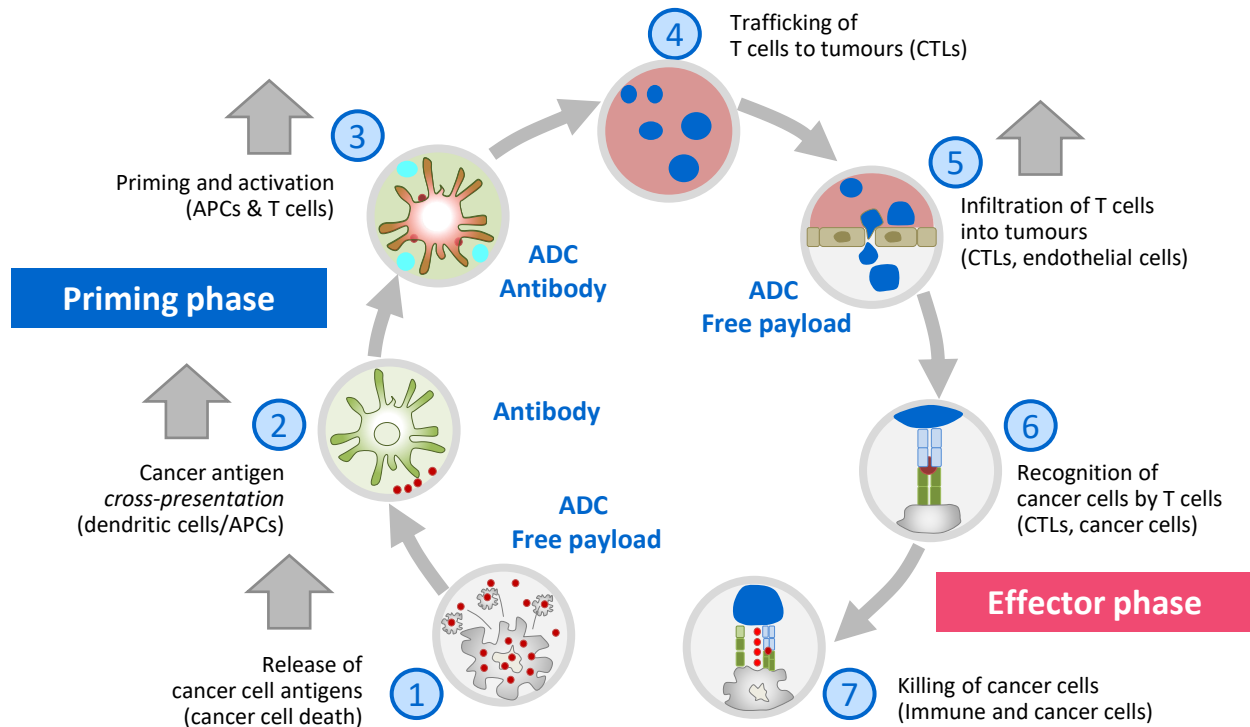 4
Trafficking of
T cells to tumours (CTLs)
3
Priming and activation
(APCs & T cells)
5
Infiltration of T cells
into tumours
(CTLs, endothelial cells)
ADC
Antibody
Priming phase
ADC
Free payload
2
Cancer antigen
cross-presentation
(dendritic cells/APCs)
Antibody
6
Recognition of
cancer cells by T cells
(CTLs, cancer cells)
ADC
Free payload
Effector phase
1
Release of
cancer cell antigens
(cancer cell death)
7
Killing of cancer cells
(Immune and cancer cells)